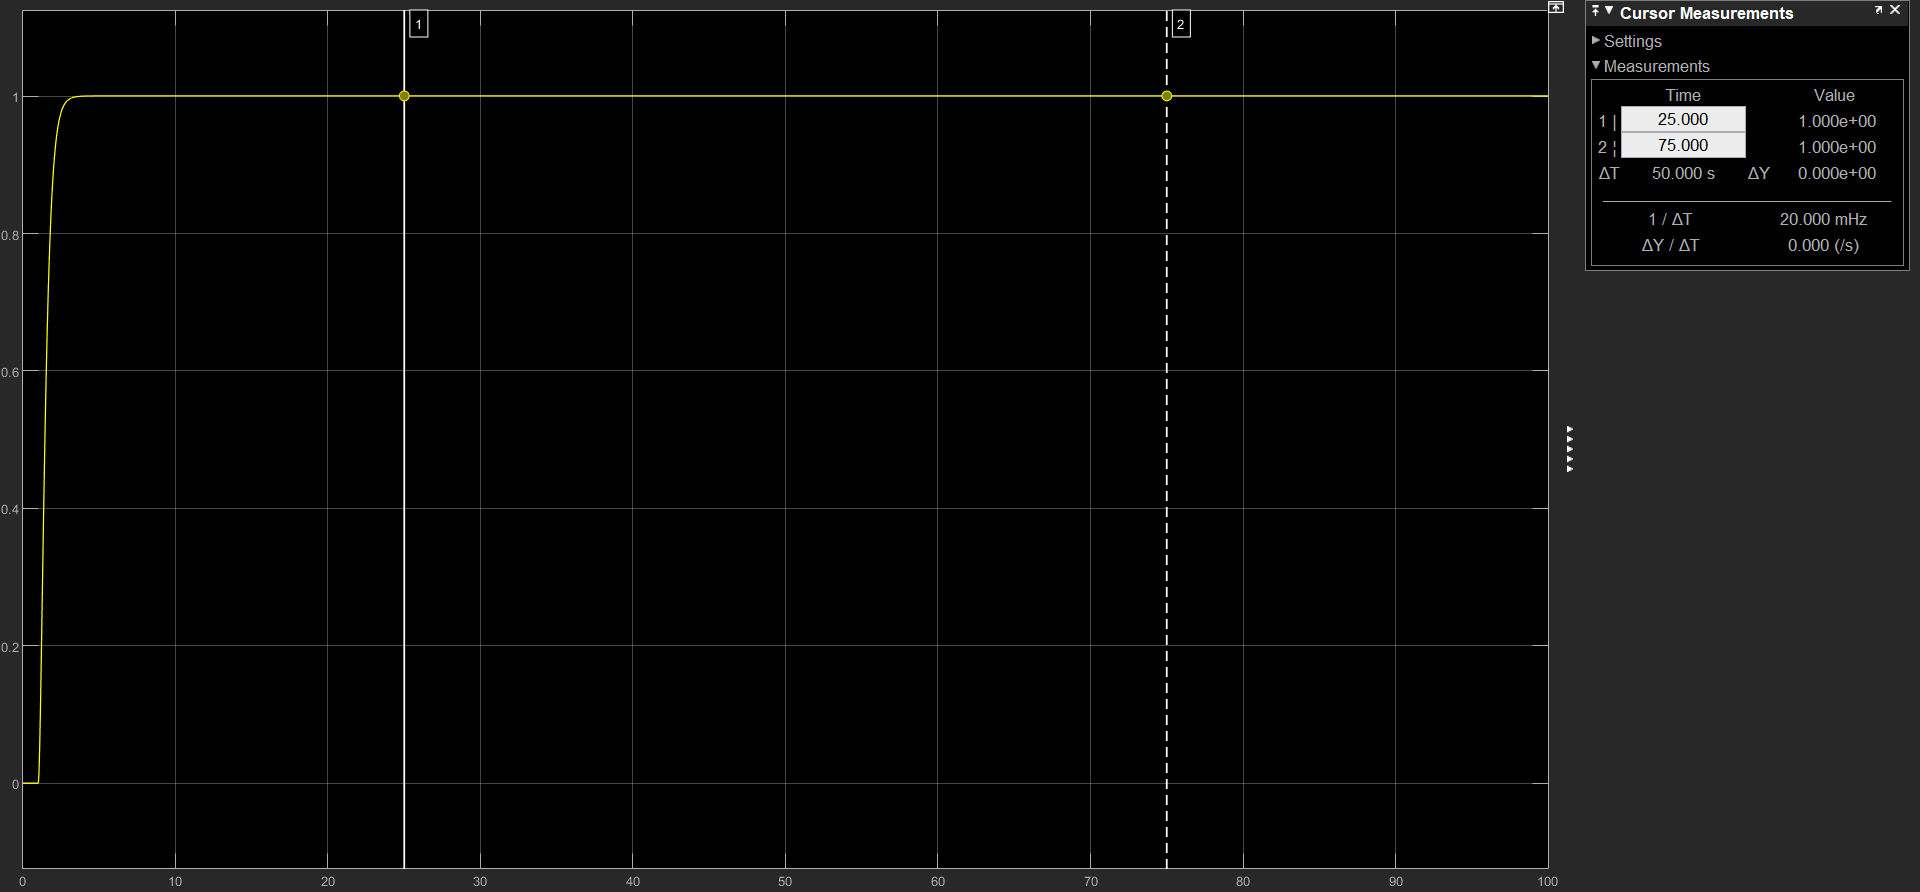 1
2
1
0.8
0.6
0.4
0.2
0
0 10 20 30 40 50 60 70 80 90 100
Cursor Measurements
Settings
Measurements
Time Value
1 | 25.000 1.000e+00
2 ¦ 75.000 1.000e+00
ΔT 50.000 s ΔY 0.000e+00
1 / ΔT 20.000 mHz
ΔY / ΔT 0.000 (/s)